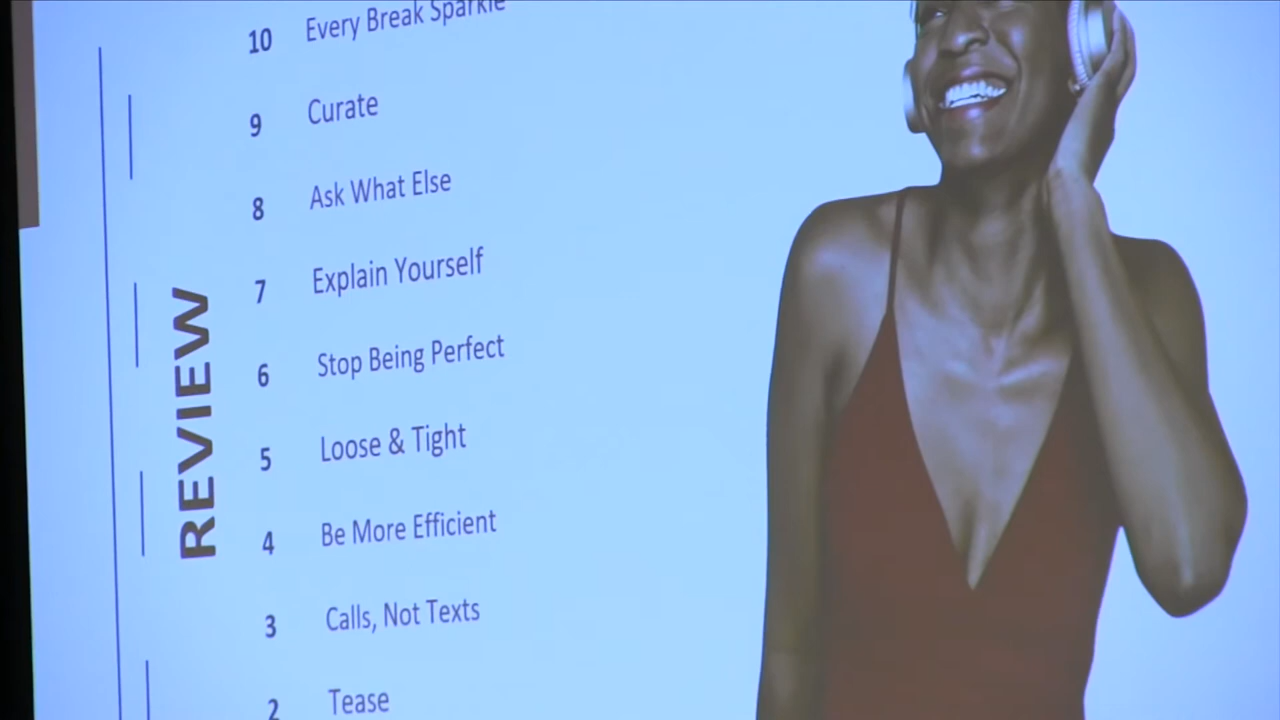 REVIEW
10 Every Break Sparkle
9 Curate
8 Ask What Else
7 Explain Yourself
6 Stop Being Perfect
5 Loose & Tight
4 Be More Efficient
3 Calls, Not Texts
2 Tease